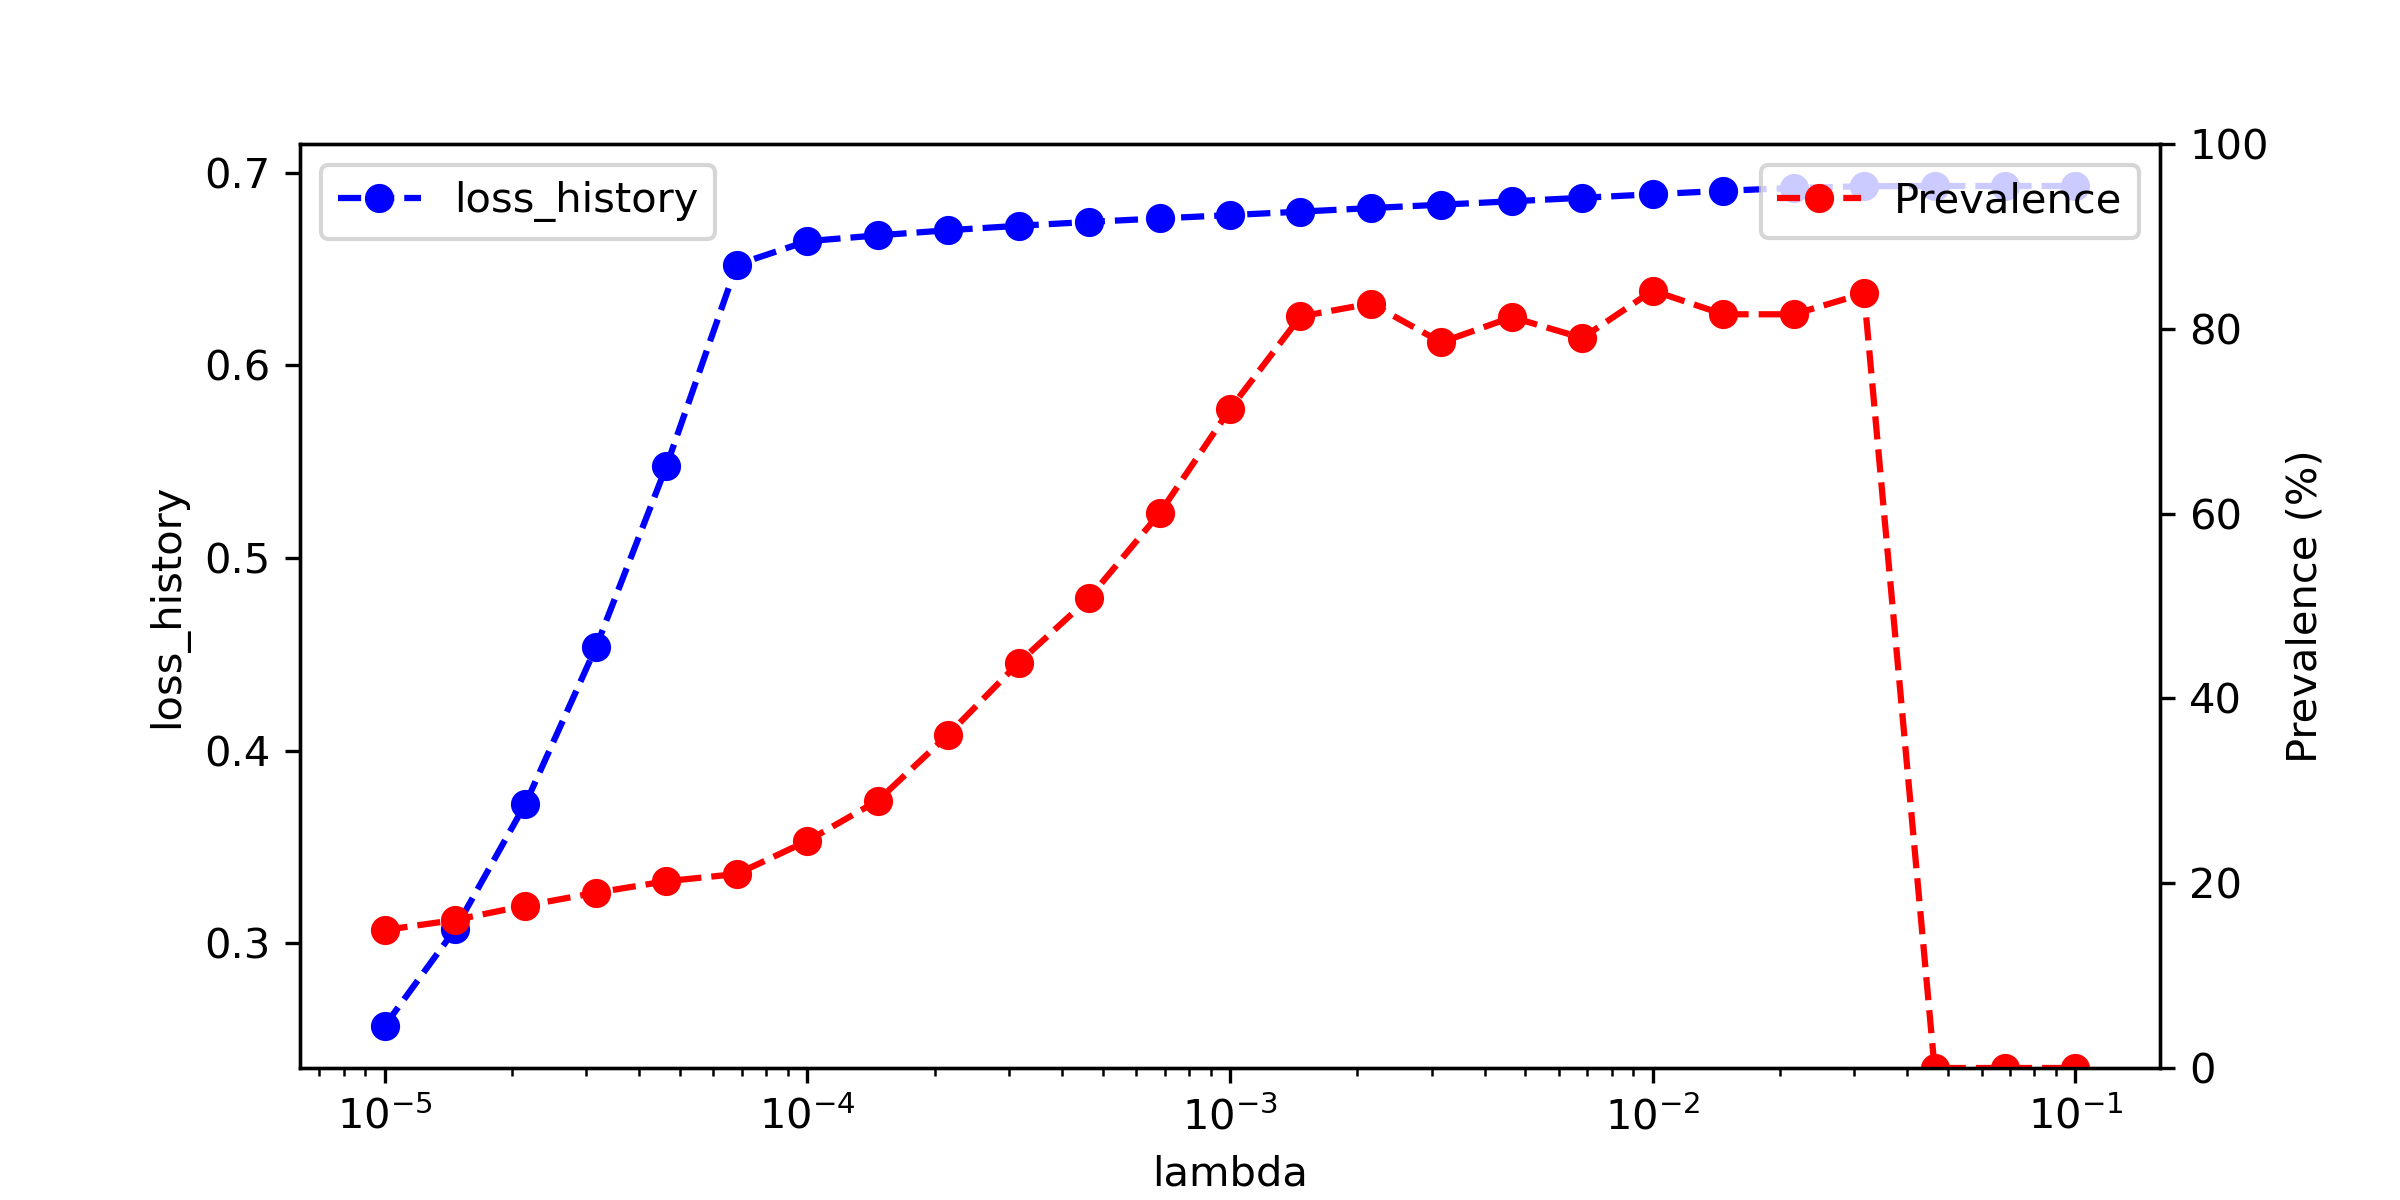 loss_history
Prevalence
0.7
0.6
0.5
0.4
0.3
loss_history
100
80
60
40
20
0
Prevalence (%)
10⁻⁵ 10⁻⁴ 10⁻³ 10⁻² 10⁻¹
lambda